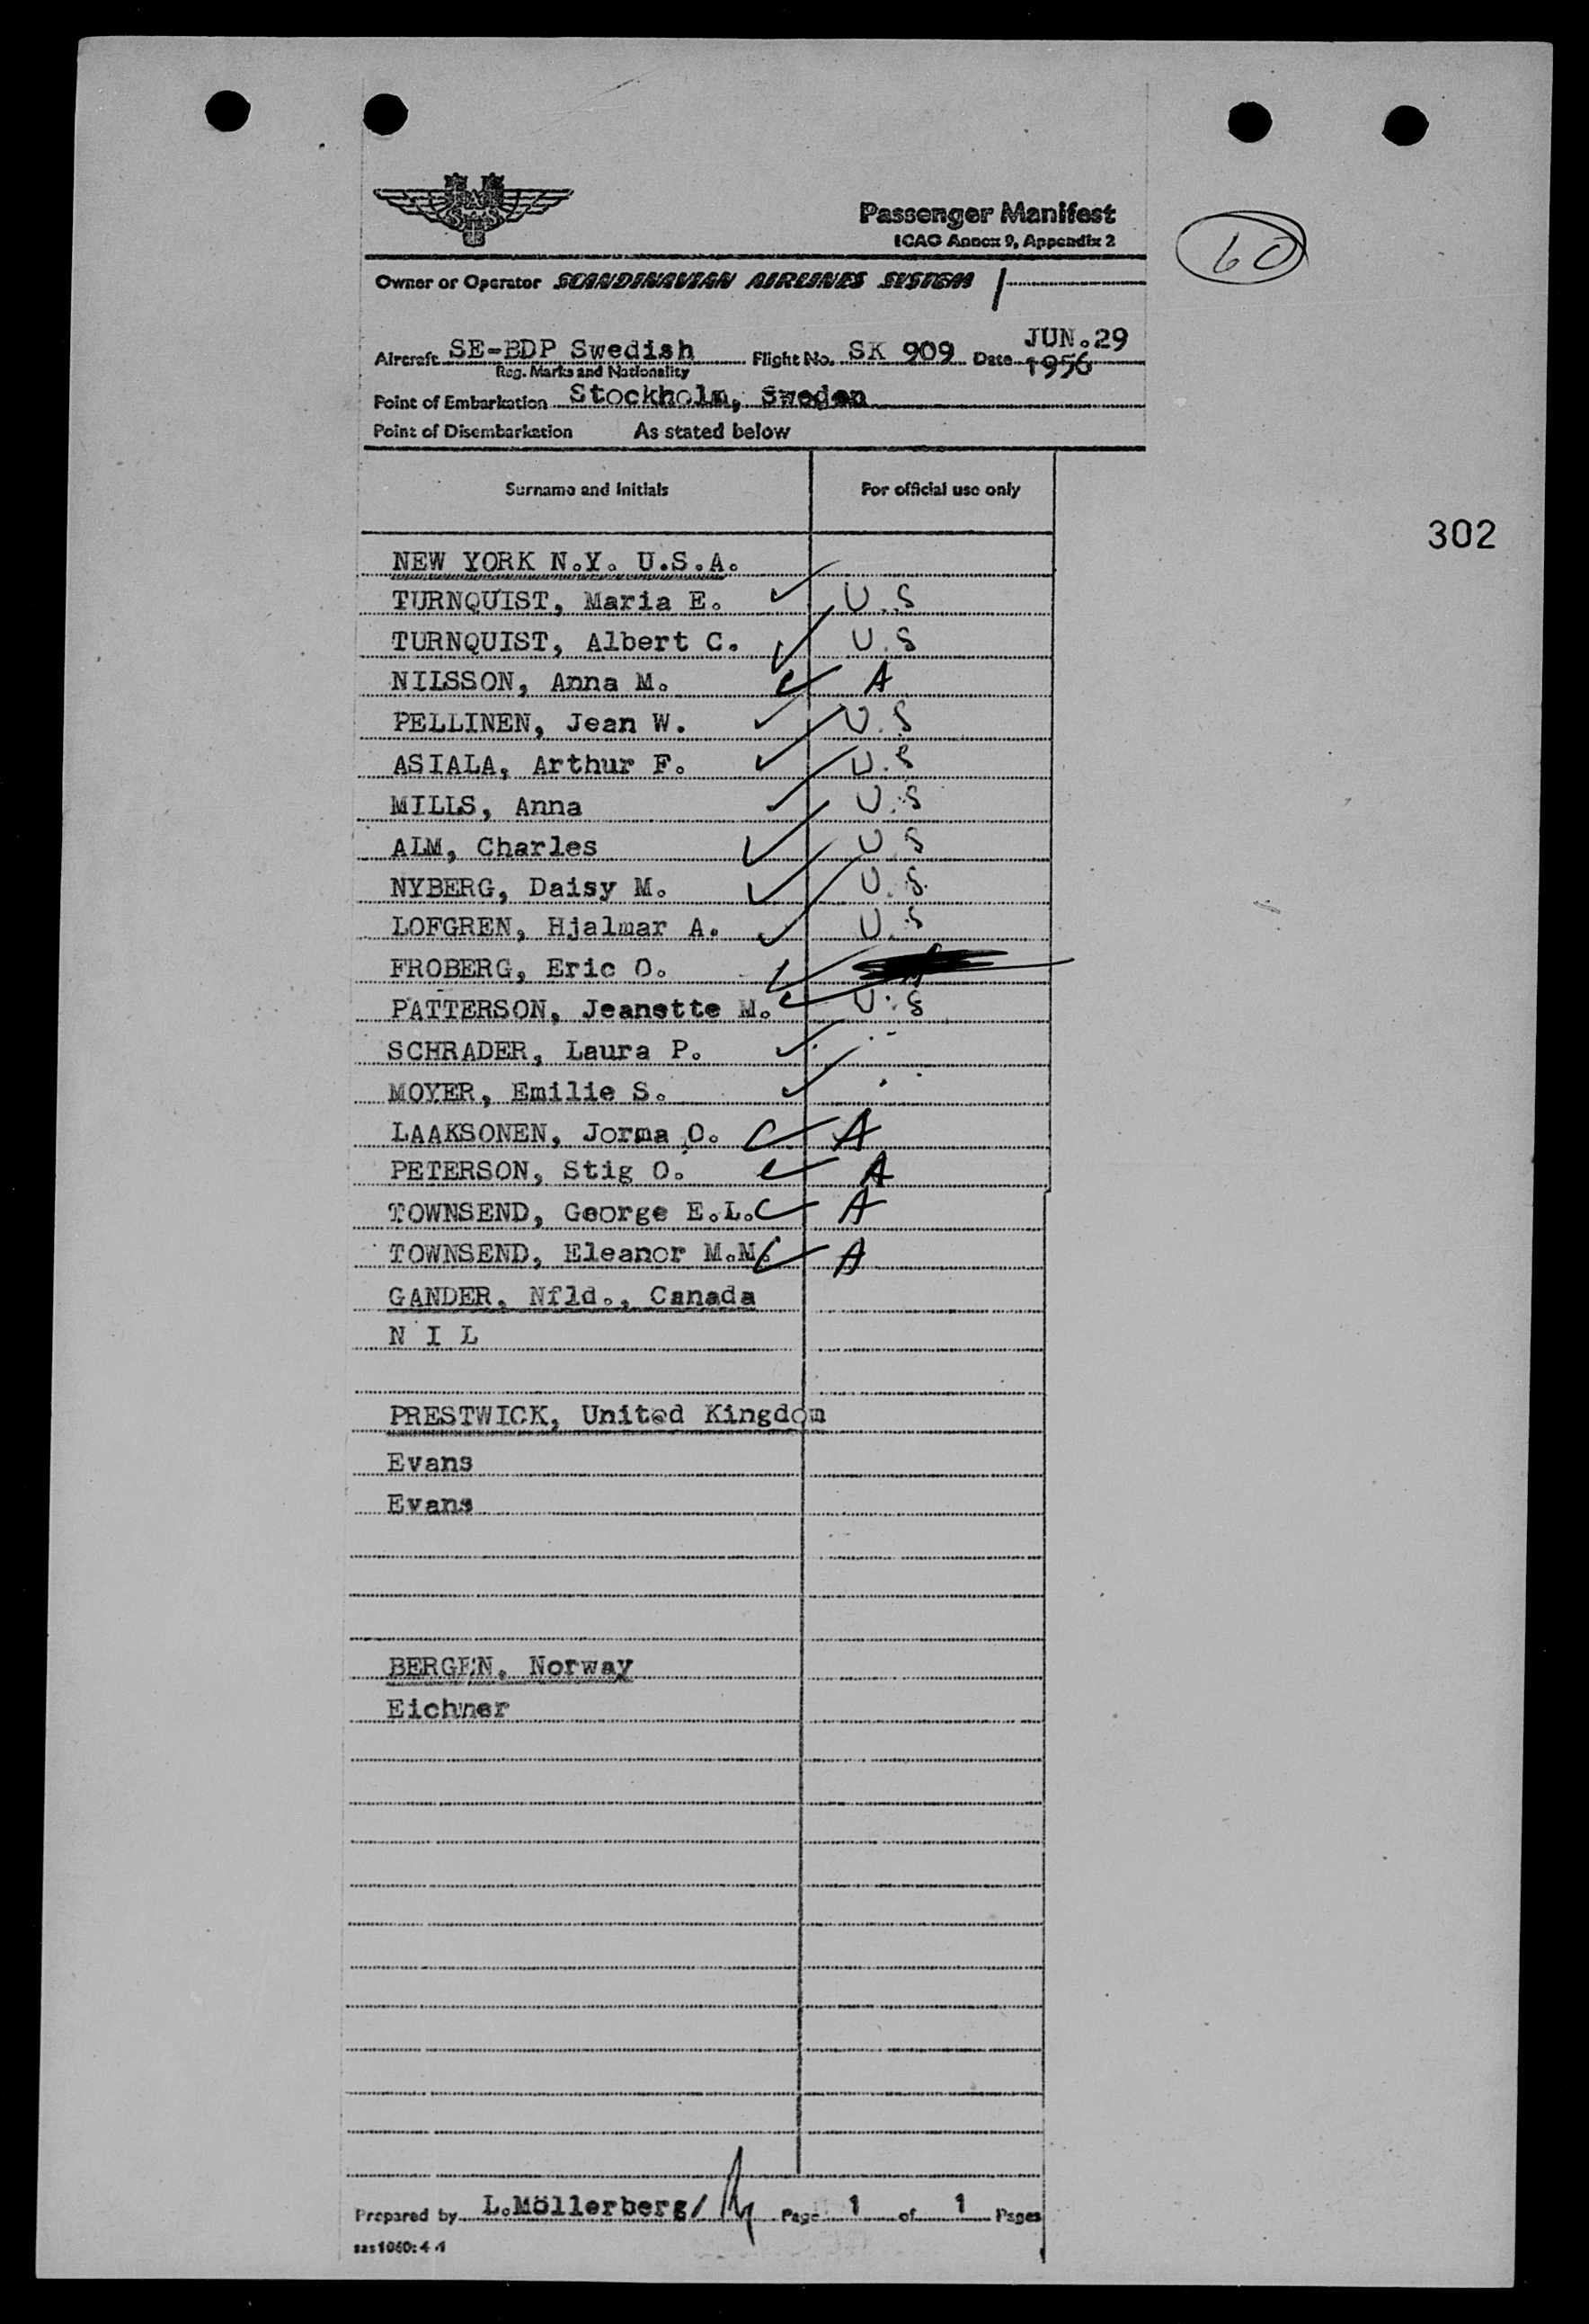 SAS
Passenger Manifest
ICAO Annex 9, Appendix 2
60
Owner or Operator SCANDINAVIAN AIRLINES SYSTEM
JUN.29
Aircraft SE-BDP Swedish Flight No. SK 909 Date 1956
Reg. Marks and Nationality
Point of Embarkation Stockholm, Sweden
Point of Disembarkation As stated below
Surname and Initials For official use only
302
NEW YORK N.Y. U.S.A.
TURNQUIST, Maria E. U.S
TURNQUIST, Albert C. U.S
NILSSON, Anna M. A
PELLINEN, Jean W. U.S
ASIALA, Arthur F. U.S
MILLS, Anna U.S
ALM, Charles U.S
NYBERG, Daisy M. U.S.
LOFGREN, Hjalmar A. U.S
FROBERG, Eric O.
PATTERSON, Jeanette M. U.S
SCHRADER, Laura P.
MOYER, Emilie S.
LAAKSONEN, Jorma O. A
PETERSON, Stig O. A
TOWNSEND, George E.L. A
TOWNSEND, Eleanor M.M. A
GANDER, Nfld., Canada
N I L
PRESTWICK, United Kingdom
Evans
Evans
BERGEN, Norway
Eichner
Prepared by L.Möllerberg/ Page 1 of 1 Pages
sas 1060:4